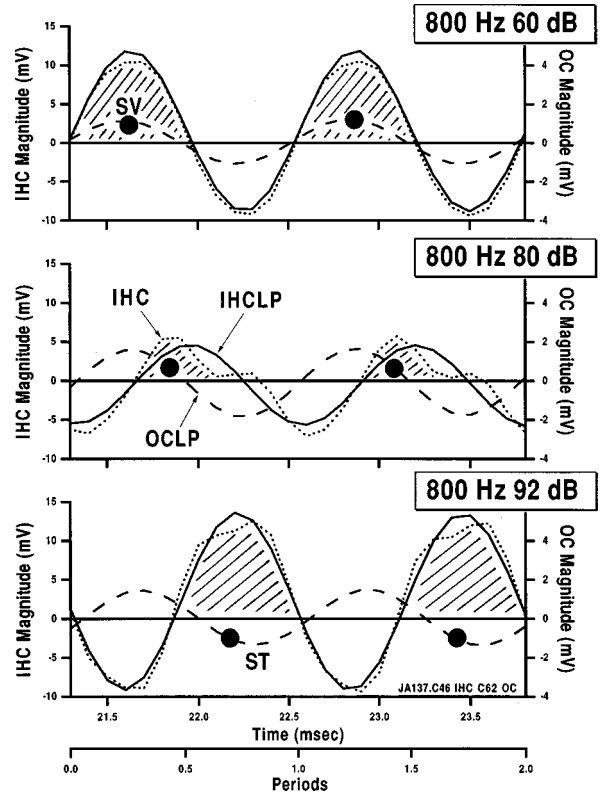 800 Hz 60 dB
15
10
5
0
-5
-10
IHC Magnitude (mV)
SV
4
2
0
-2
-4
OC Magnitude (mV)
800 Hz 80 dB
15
10
5
0
-5
-10
IHC Magnitude (mV)
IHC
IHCLP
OCLP
4
2
0
-2
-4
OC Magnitude (mV)
800 Hz 92 dB
15
10
5
0
-5
-10
IHC Magnitude (mV)
ST
JA137.C46 IHC C62 OC
4
2
0
-2
-4
OC Magnitude (mV)
21.5 22.0 22.5 23.0 23.5
Time (msec)
0.0 0.5 1.0 1.5 2.0
Periods